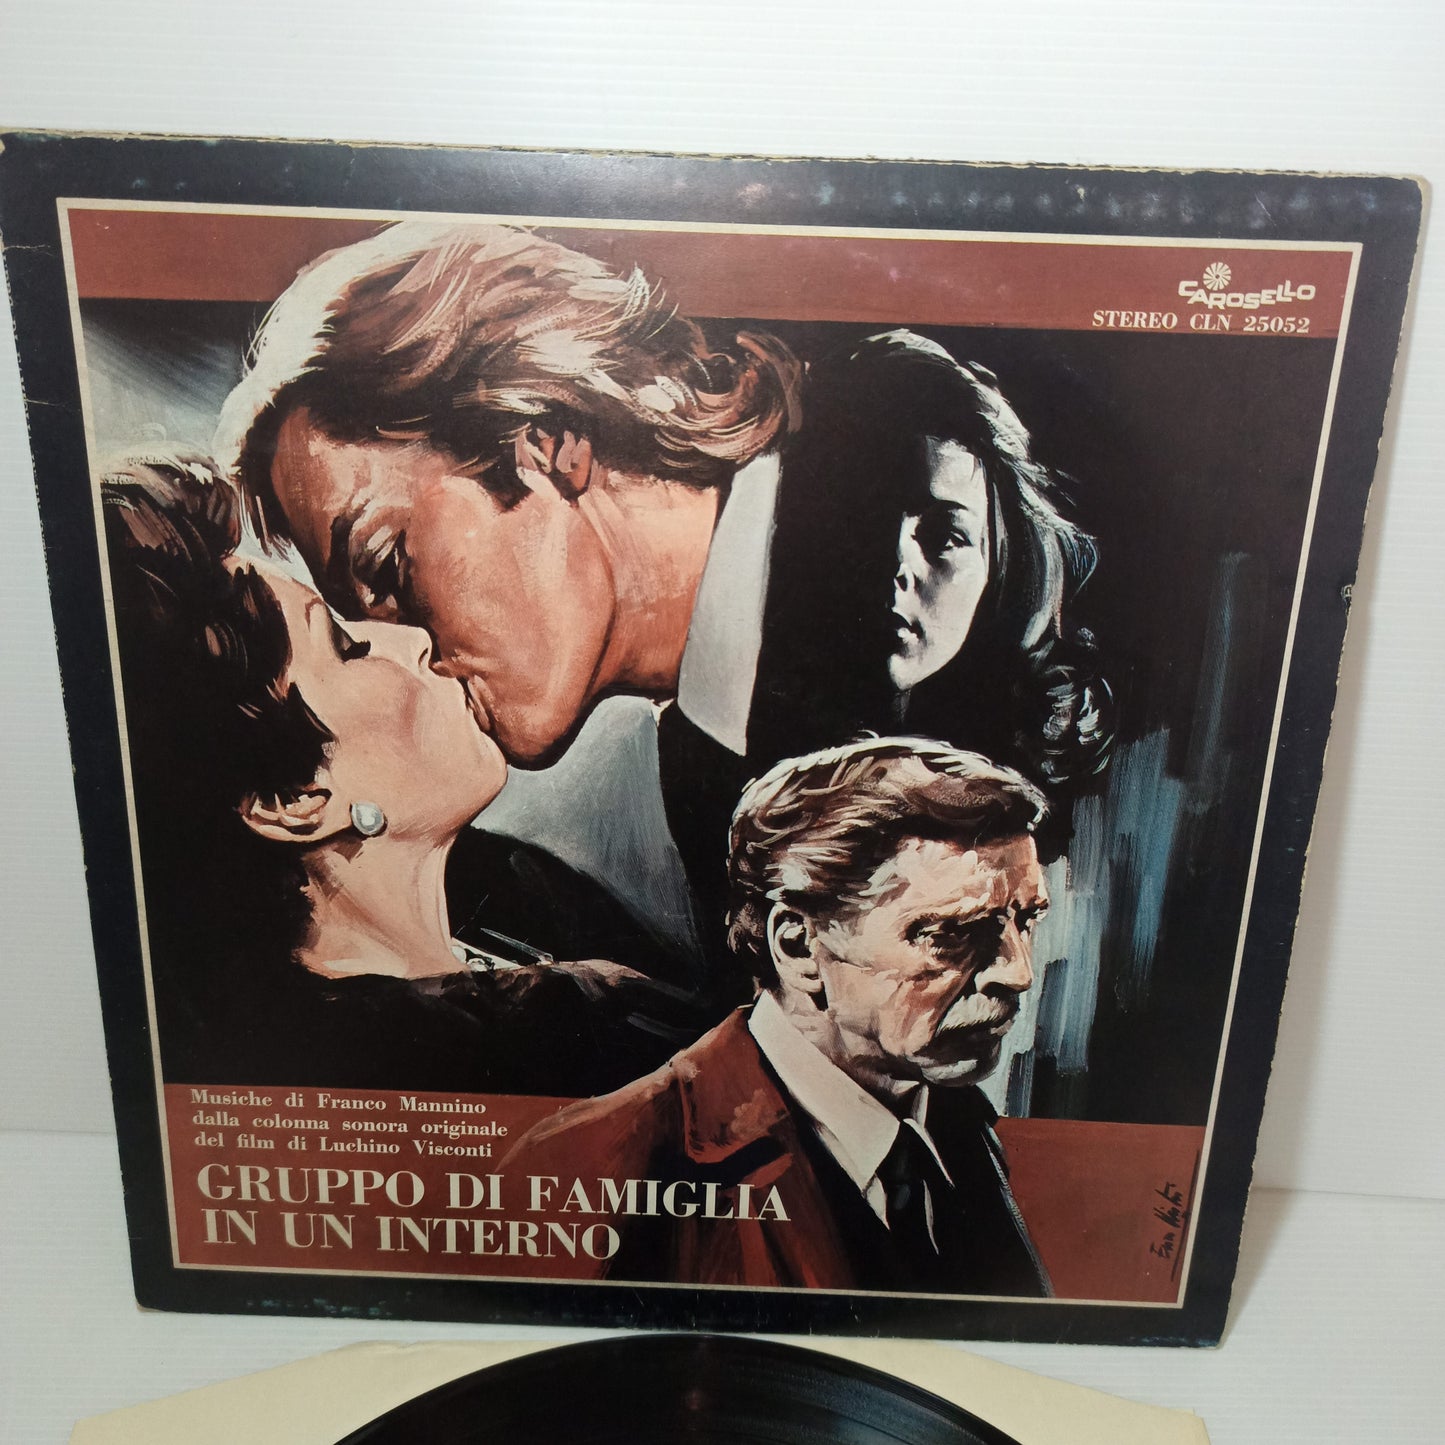 CAROSELLO
STEREO CLN 25052
Musiche di Franco Mannino
dalla colonna sonora originale
del film di Luchino Visconti
GRUPPO DI FAMIGLIA
IN UN INTERNO